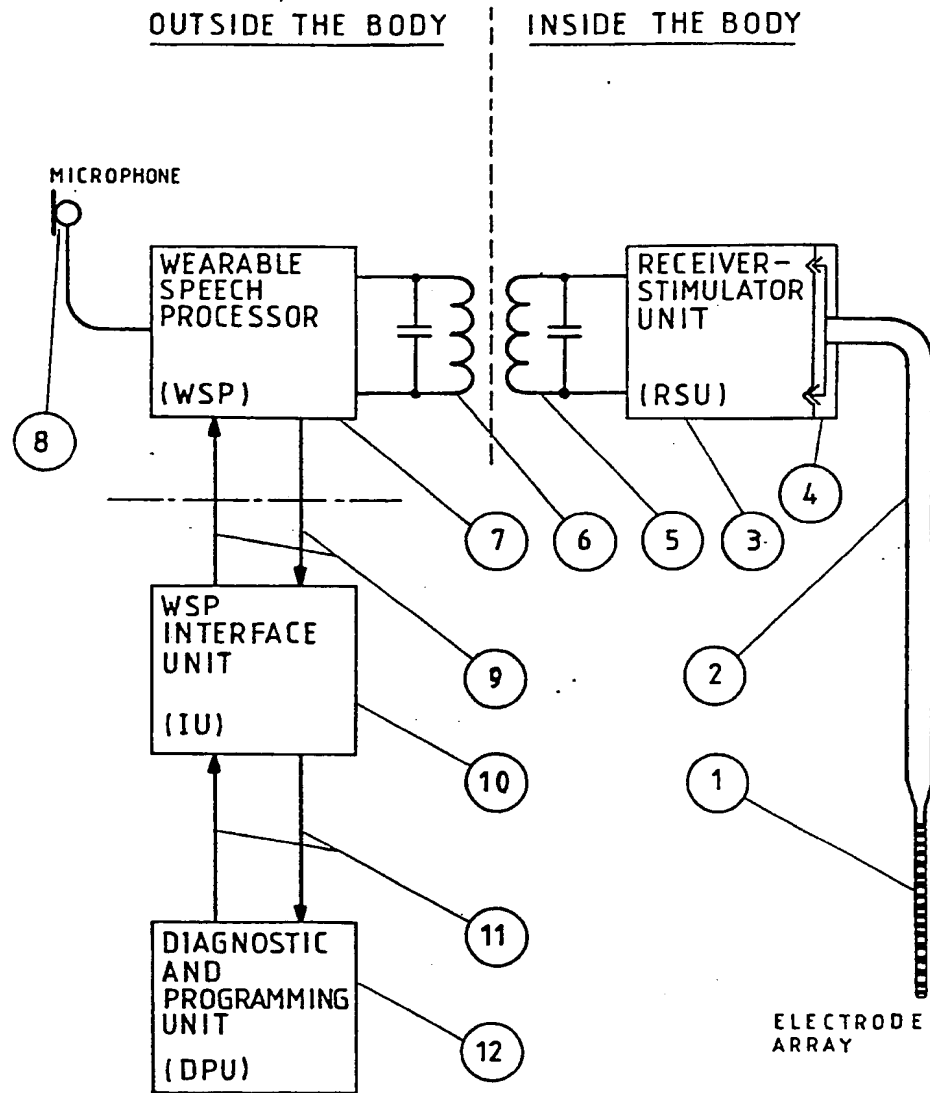 OUTSIDE THE BODY
INSIDE THE BODY
MICROPHONE
WEARABLE
SPEECH
PROCESSOR
(WSP)
RECEIVER-
STIMULATOR
UNIT
(RSU)
8
4
7
6
5
3
WSP
INTERFACE
UNIT
(IU)
9
2
10
1
11
DIAGNOSTIC
AND
PROGRAMMING
UNIT
(DPU)
12
ELECTRODE
ARRAY